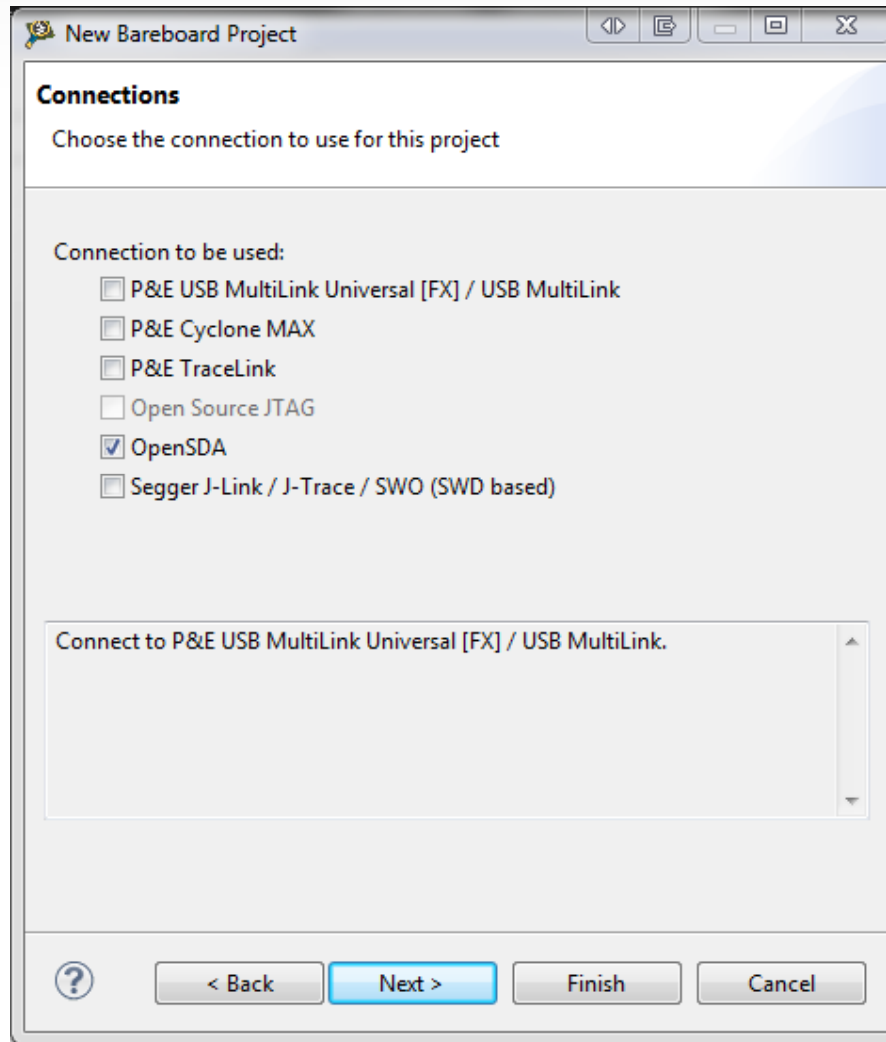 New Bareboard Project
Connections
Choose the connection to use for this project
Connection to be used:
P&E USB MultiLink Universal [FX] / USB MultiLink
P&E Cyclone MAX
P&E TraceLink
Open Source JTAG
OpenSDA
Segger J-Link / J-Trace / SWO (SWD based)
Connect to P&E USB MultiLink Universal [FX] / USB MultiLink.
? < Back Next > Finish Cancel